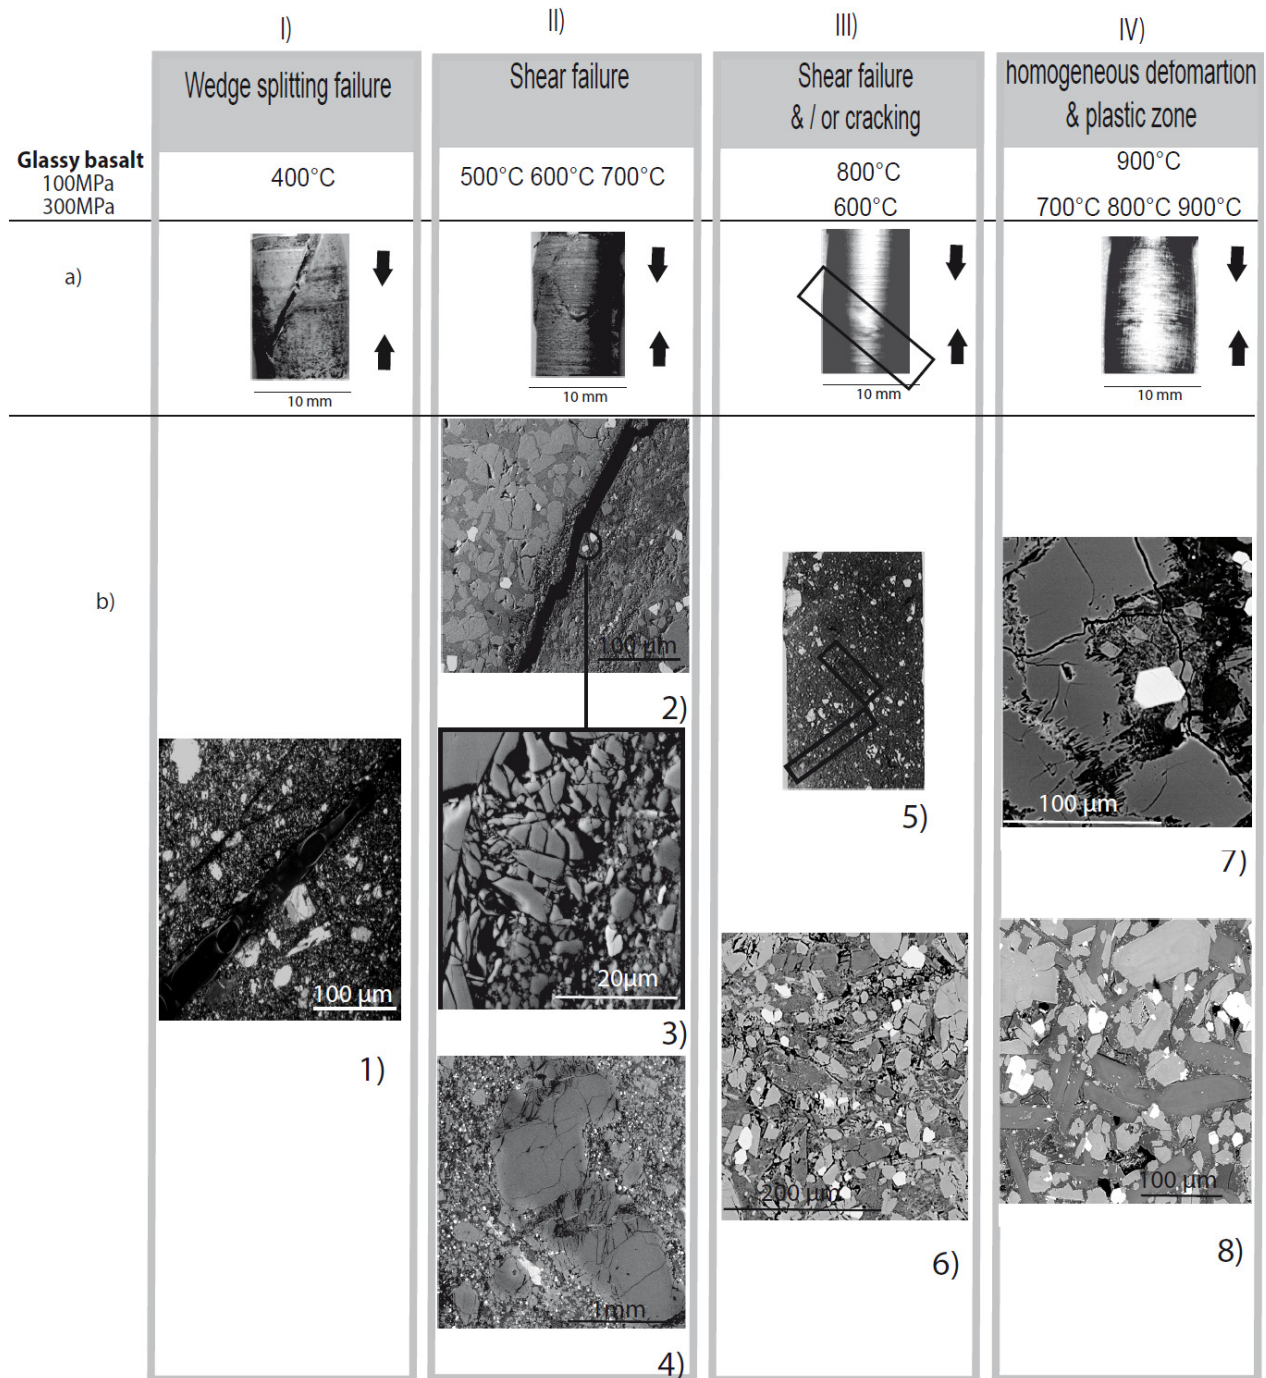 I)
II)
III)
IV)
Wedge splitting failure
Shear failure
Shear failure
& / or cracking
homogeneous defomartion
& plastic zone
Glassy basalt
100MPa
300MPa
400°C
500°C 600°C 700°C
800°C
600°C
900°C
700°C 800°C 900°C
a)
10 mm
10 mm
10 mm
10 mm
b)
100 µm
2)
100 µm
1)
20µm
3)
1mm
4)
5)
200 µm
6)
100 µm
7)
100 µm
8)